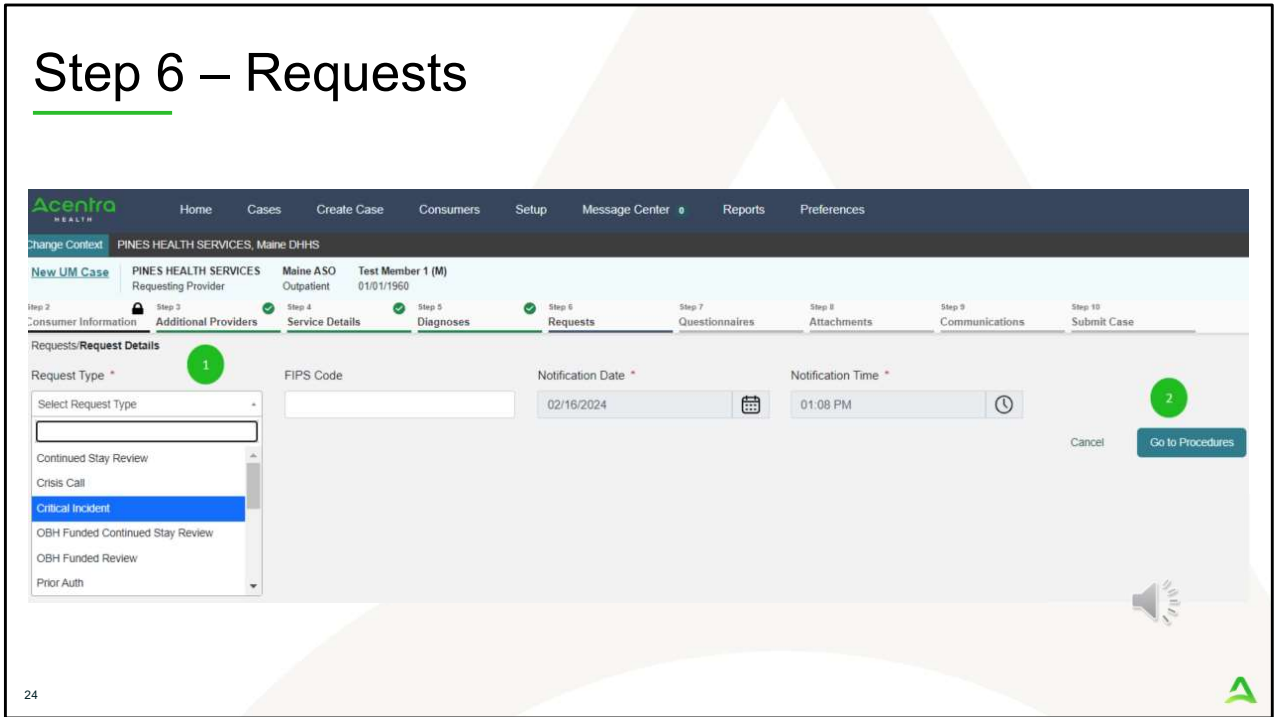 Step 6 – Requests
Acentra
HEALTH
Home Cases Create Case Consumers Setup Message Center 0 Reports Preferences
Change Context PINES HEALTH SERVICES, Maine DHHS
New UM Case PINES HEALTH SERVICES Maine ASO Test Member 1 (M)
Requesting Provider Outpatient 01/01/1960
Step 2 Step 3 Step 4 Step 5 Step 6 Step 7 Step 8 Step 9 Step 10
Consumer Information Additional Providers Service Details Diagnoses Requests Questionnaires Attachments Communications Submit Case
Requests/Request Details
1
Request Type * FIPS Code Notification Date * Notification Time *
Select Request Type 02/16/2024 01:08 PM
2
Cancel Go to Procedures
Continued Stay Review
Crisis Call
Critical Incident
OBH Funded Continued Stay Review
OBH Funded Review
Prior Auth
24